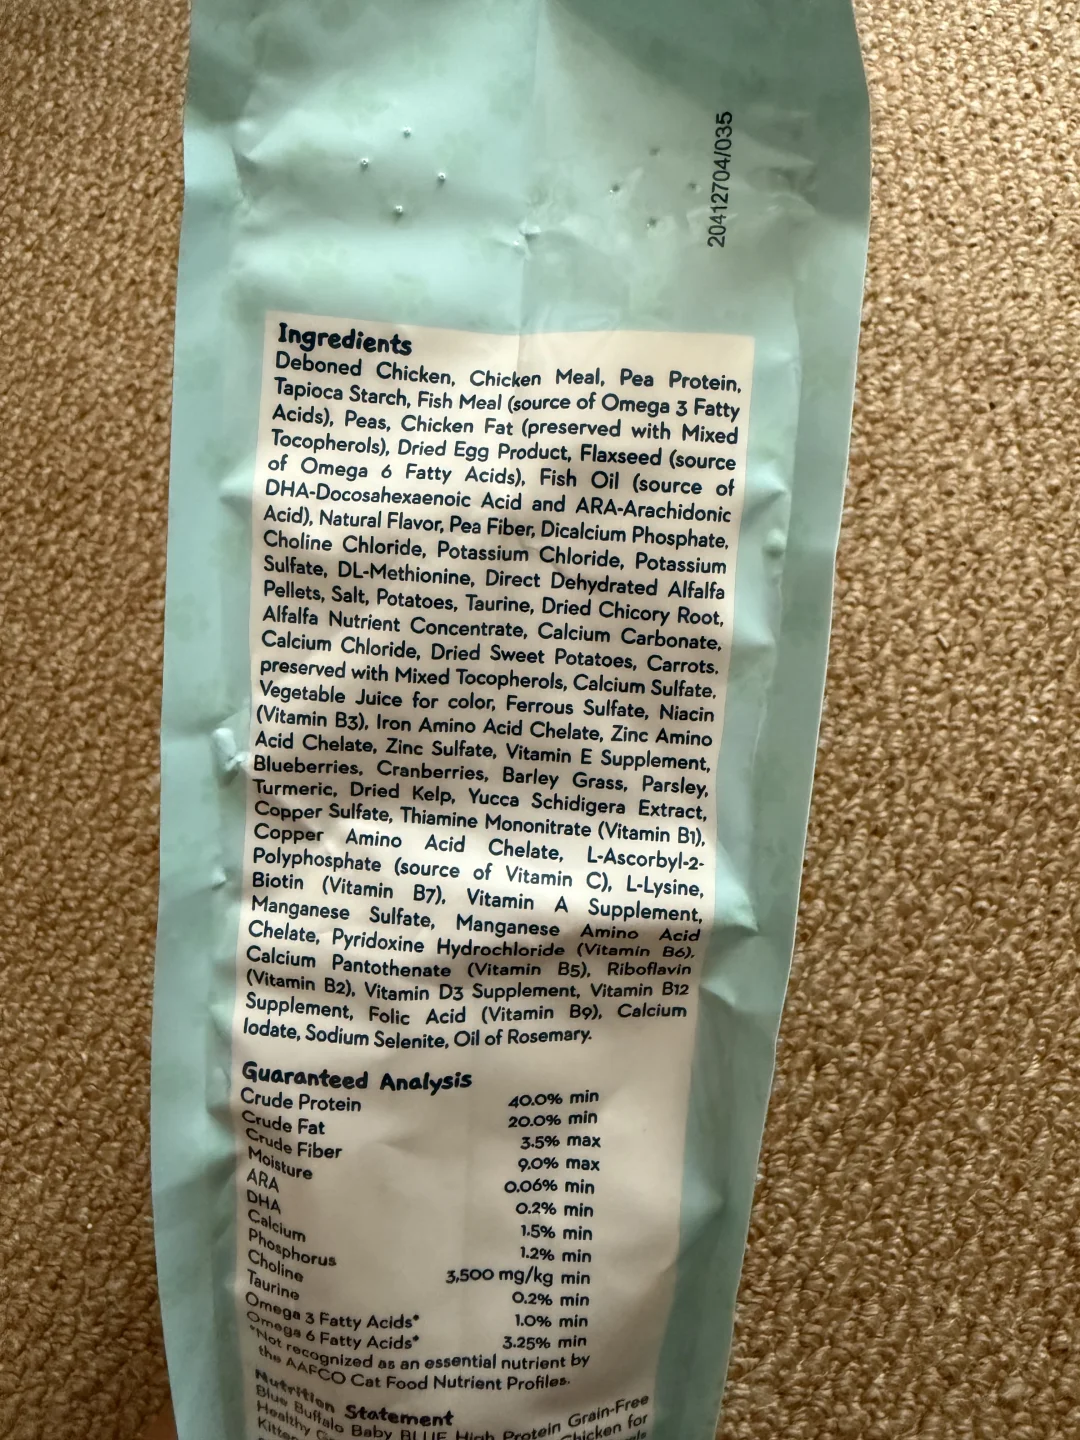 20412704/035
Ingredients
Deboned Chicken, Chicken Meal, Pea Protein,
Tapioca Starch, Fish Meal (source of Omega 3 Fatty
Acids), Peas, Chicken Fat (preserved with Mixed
Tocopherols), Dried Egg Product, Flaxseed (source
of Omega 6 Fatty Acids), Fish Oil (source of
DHA-Docosahexaenoic Acid and ARA-Arachidonic
Acid), Natural Flavor, Pea Fiber, Dicalcium Phosphate,
Choline Chloride, Potassium Chloride, Potassium
Sulfate, DL-Methionine, Direct Dehydrated Alfalfa
Pellets, Salt, Potatoes, Taurine, Dried Chicory Root,
Alfalfa Nutrient Concentrate, Calcium Carbonate,
Calcium Chloride, Dried Sweet Potatoes, Carrots,
preserved with Mixed Tocopherols, Calcium Sulfate,
Vegetable Juice for color, Ferrous Sulfate, Niacin
(Vitamin B3), Iron Amino Acid Chelate, Zinc Amino
Acid Chelate, Zinc Sulfate, Vitamin E Supplement,
Blueberries, Cranberries, Barley Grass, Parsley,
Turmeric, Dried Kelp, Yucca Schidigera Extract,
Copper Sulfate, Thiamine Mononitrate (Vitamin B1),
Copper Amino Acid Chelate, L-Ascorbyl-2-
Polyphosphate (source of Vitamin C), L-Lysine,
Biotin (Vitamin B7), Vitamin A Supplement,
Manganese Sulfate, Manganese Amino Acid
Chelate, Pyridoxine Hydrochloride (Vitamin B6),
Calcium Pantothenate (Vitamin B5), Riboflavin
(Vitamin B2), Vitamin D3 Supplement, Vitamin B12
Supplement, Folic Acid (Vitamin B9), Calcium
Iodate, Sodium Selenite, Oil of Rosemary.
Guaranteed Analysis
Crude Protein 40.0% min
Crude Fat 20.0% min
Crude Fiber 3.5% max
Moisture 9.0% max
ARA 0.06% min
DHA 0.2% min
Calcium 1.5% min
Phosphorus 1.2% min
Choline 3,500 mg/kg min
Taurine 0.2% min
Omega 3 Fatty Acids* 1.0% min
Omega 6 Fatty Acids* 3.25% min
*Not recognized as an essential nutrient by
the AAFCO Cat Food Nutrient Profiles.
Nutrition Statement
Blue Buffalo Baby BLUE High Protein Grain-Free
Healthy Chicken for